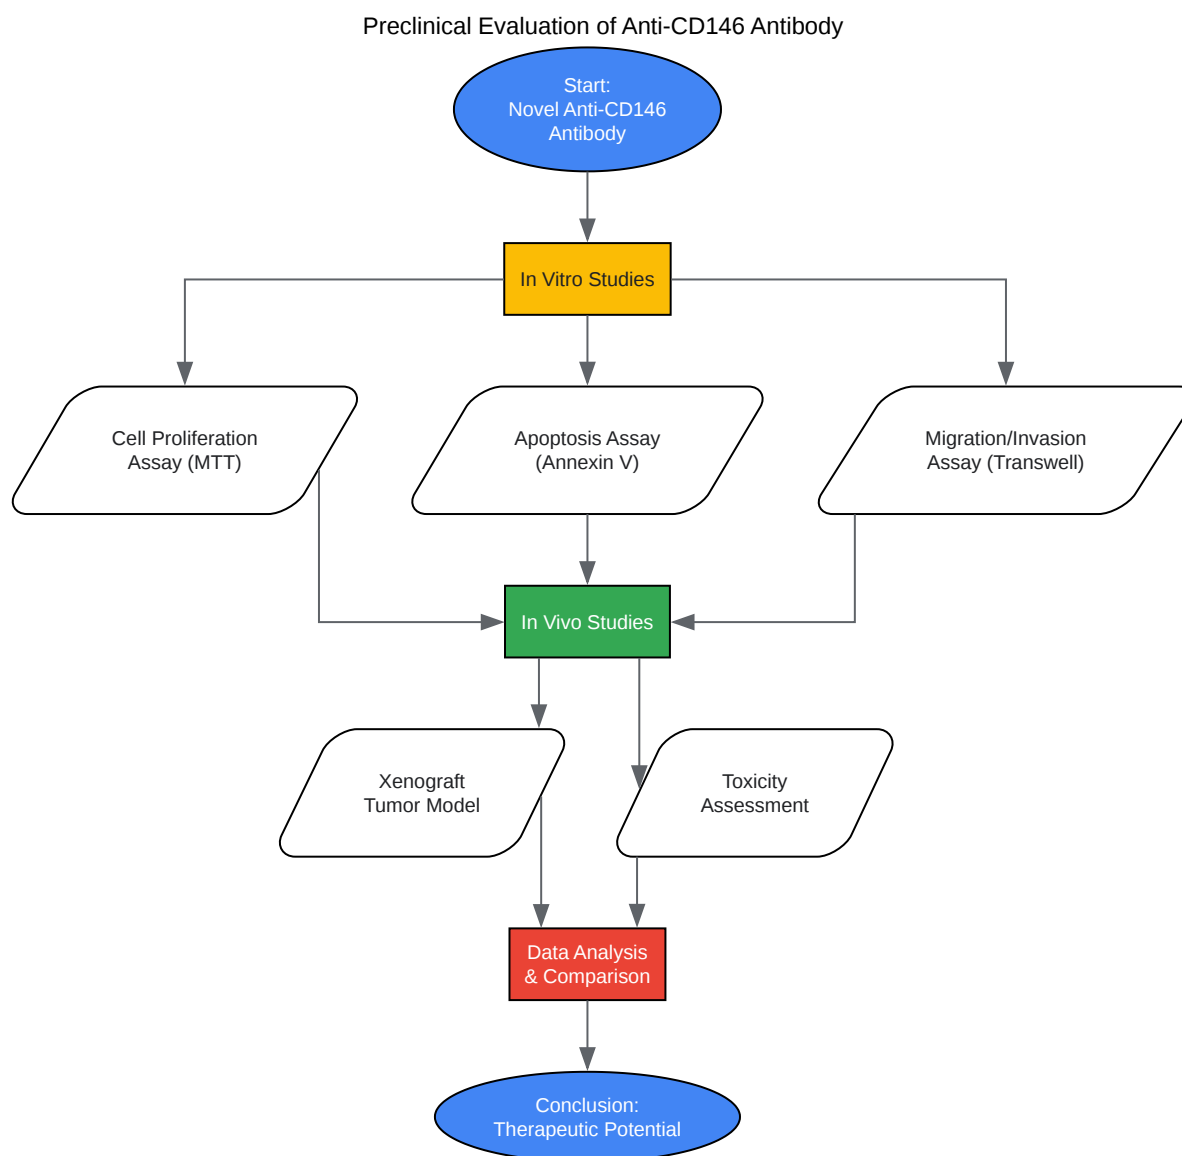 Preclinical Evaluation of Anti-CD146 Antibody
Start:
Novel Anti-CD146
Antibody
In Vitro Studies
Cell Proliferation
Assay (MTT)
Apoptosis Assay
(Annexin V)
Migration/Invasion
Assay (Transwell)
In Vivo Studies
Xenograft
Tumor Model
Toxicity
Assessment
Data Analysis
& Comparison
Conclusion:
Therapeutic Potential